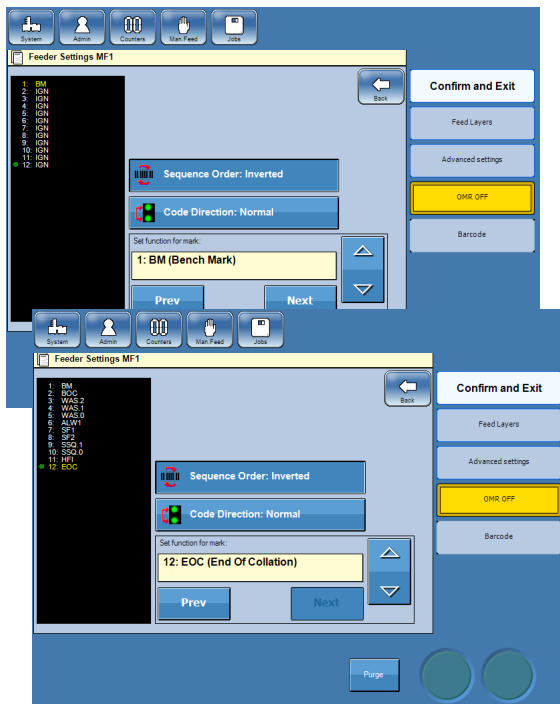 System Admin Counters Man.Feed Jobs
Feeder Settings MF1
1: BM
2: IGN
3: IGN
4: IGN
5: IGN
6: IGN
7: IGN
8: IGN
9: IGN
10: IGN
11: IGN
12: IGN
Back
Sequence Order: Inverted
Code Direction: Normal
Set function for mark:
1: BM (Bench Mark)
Prev Next
Confirm and Exit
Feed Layers
Advanced settings
OMR OFF
Barcode
System Admin Counters Man.Feed Jobs
Feeder Settings MF1
1: BM
2: BOC
3: WAS.2
4: WAS.1
5: WAS.0
6: ALW1
7: SF1
8: SF2
9: SSQ.1
10: SSQ.0
11: HFI
12: EOC
Back
Sequence Order: Inverted
Code Direction: Normal
Set function for mark:
12: EOC (End Of Collation)
Prev Next
Confirm and Exit
Feed Layers
Advanced settings
OMR OFF
Barcode
Purge